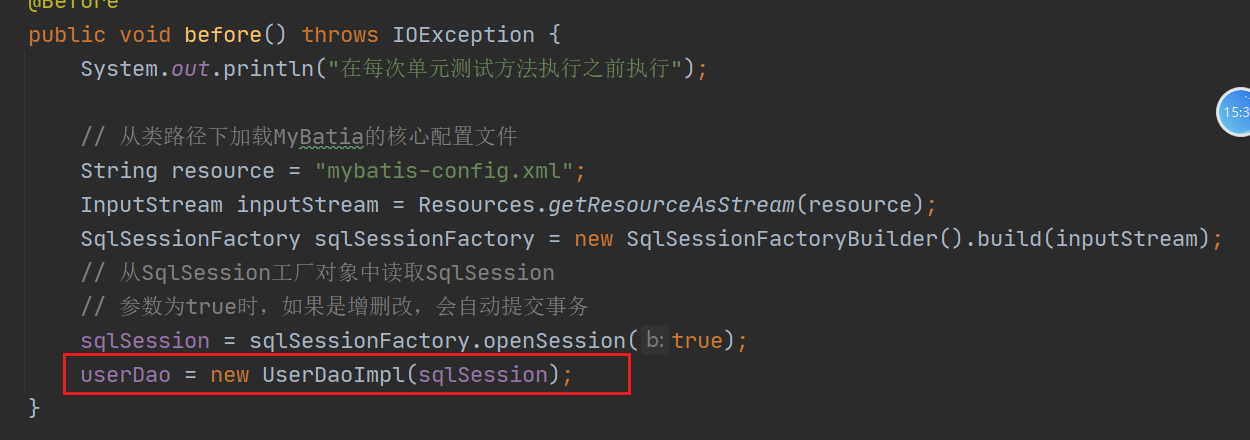 @Before
public void before() throws IOException {
System.out.println("在每次单元测试方法执行之前执行");
// 从类路径下加载MyBatia的核心配置文件
String resource = "mybatis-config.xml";
InputStream inputStream = Resources.getResourceAsStream(resource);
SqlSessionFactory sqlSessionFactory = new SqlSessionFactoryBuilder().build(inputStream);
// 从SqlSession工厂对象中读取SqlSession
// 参数为true时，如果是增删改，会自动提交事务
sqlSession = sqlSessionFactory.openSession( b: true);
userDao = new UserDaoImpl(sqlSession);
}